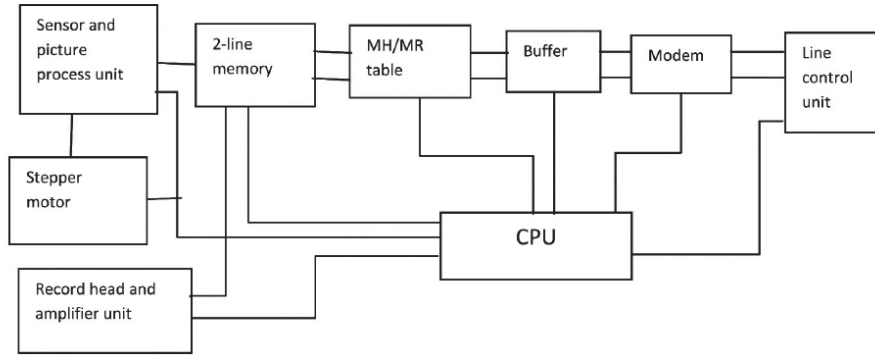 Sensor and
picture
process unit
2-line
memory
MH/MR
table
Buffer
Modem
Line
control
unit
Stepper
motor
CPU
Record head and
amplifier unit